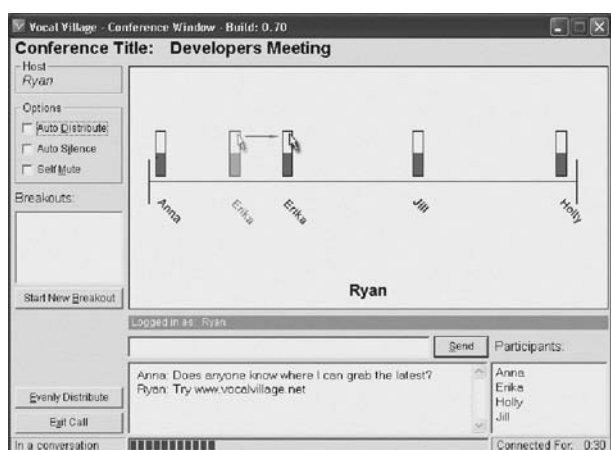 Vocal Village - Conference Window - Build: 0.70
Conference Title: Developers Meeting
Host
Ryan
Options
Auto Distribute
Auto Silence
Self Mute
Breakouts:
Start New Breakout
Evenly Distribute
Exit Call
Anna
Erika
Erika
Jill
Holly
Ryan
Logged in as: Ryan
Send
Anna: Does anyone know where I can grab the latest?
Ryan: Try www.vocalvillage.net
Participants:
Anna
Erika
Holly
Jill
In a conversation
Connected For: 0:30